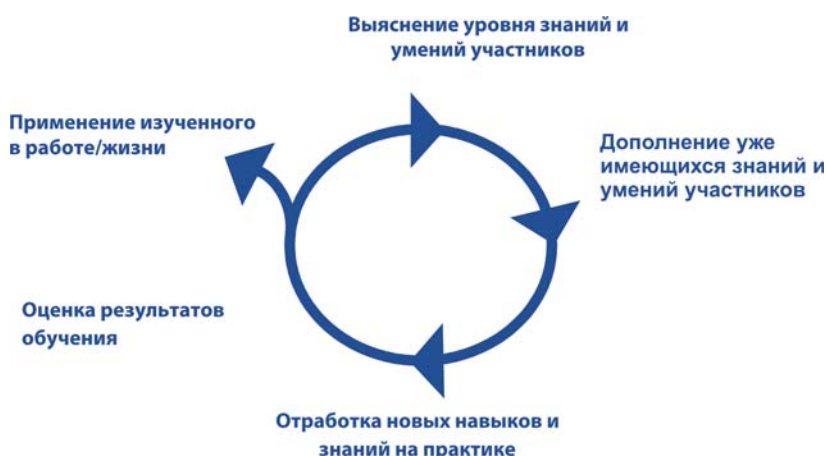 Выяснение уровня знаний и
умений участников
Дополнение уже
имеющихся знаний и
умений участников
Отработка новых навыков и
знаний на практике
Оценка результатов
обучения
Применение изученного
в работе/жизни